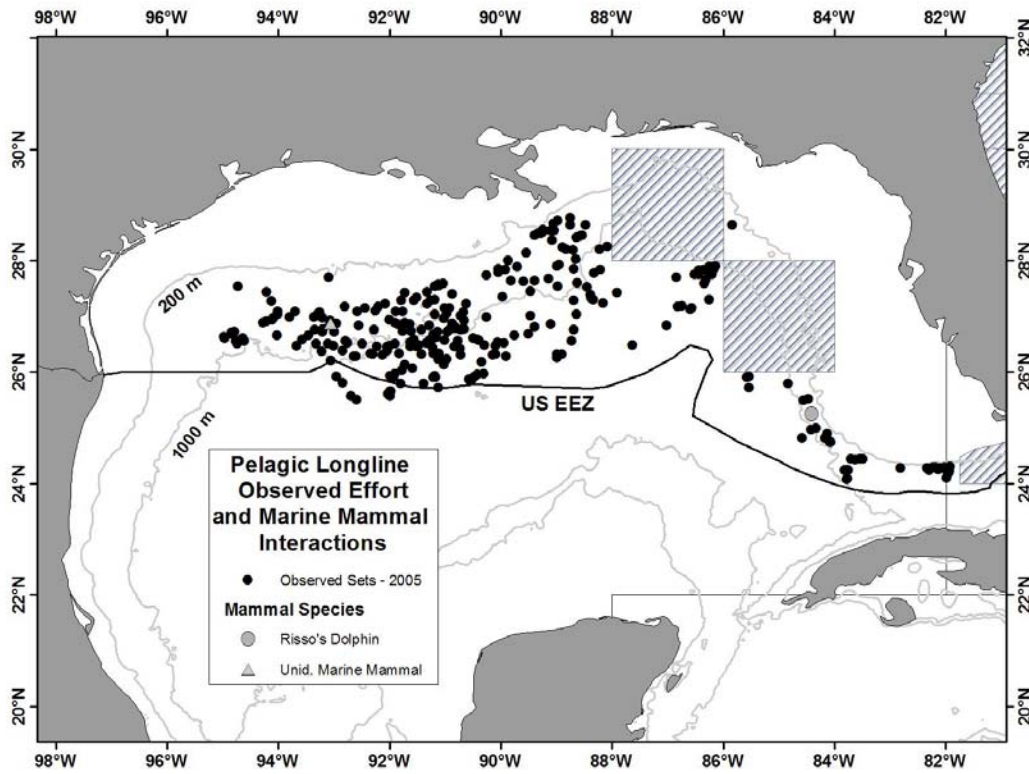 98°W 96°W 94°W 92°W 90°W 88°W 86°W 84°W 82°W
32°N 32°N
30°N 30°N
28°N 28°N
26°N 26°N
24°N 24°N
22°N 22°N
20°N 20°N
200 m
1000 m
US EEZ
Pelagic Longline
Observed Effort
and Marine Mammal
Interactions
Observed Sets - 2005
Mammal Species
Risso's Dolphin
Unid. Marine Mammal
98°W 96°W 94°W 92°W 90°W 88°W 86°W 84°W 82°W